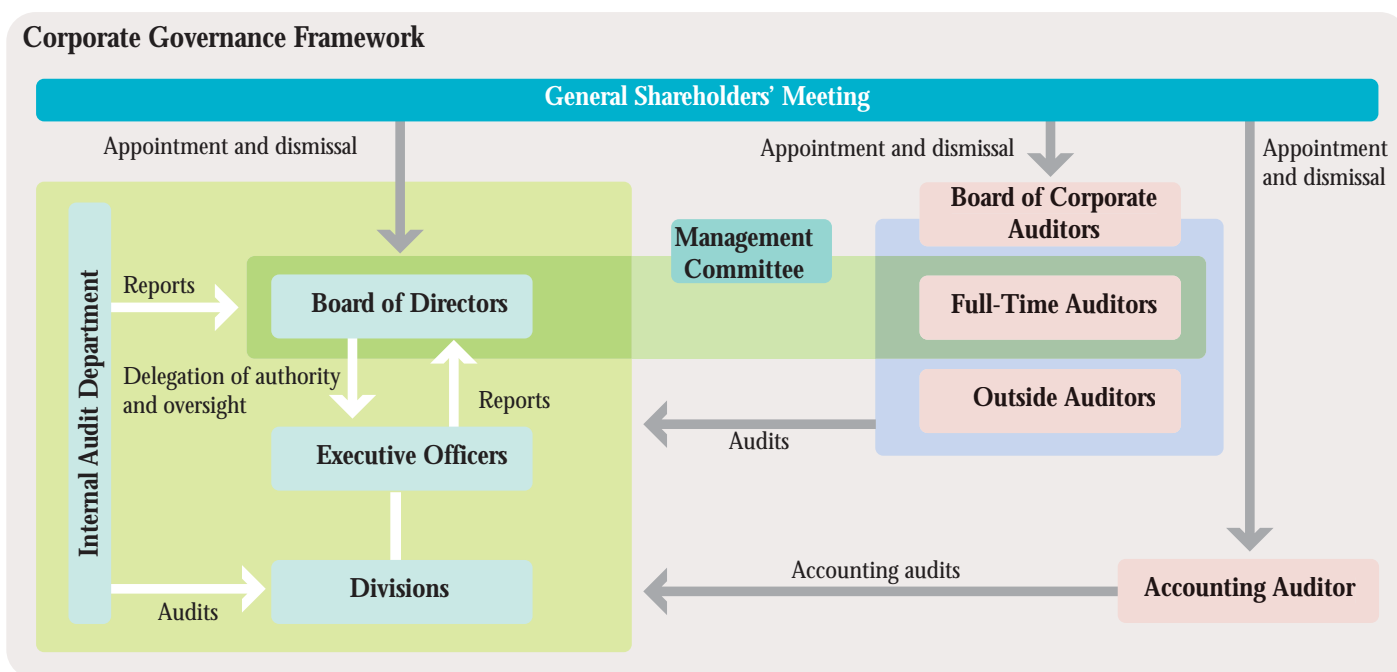 Corporate Governance Framework
General Shareholders’ Meeting
Appointment and dismissal
Appointment and dismissal
Appointment
and dismissal
Board of Corporate
Auditors
Management
Committee
Internal Audit Department
Reports
Board of Directors
Full-Time Auditors
Delegation of authority
and oversight
Reports
Outside Auditors
Audits
Executive Officers
Accounting audits
Divisions
Accounting Auditor
Audits